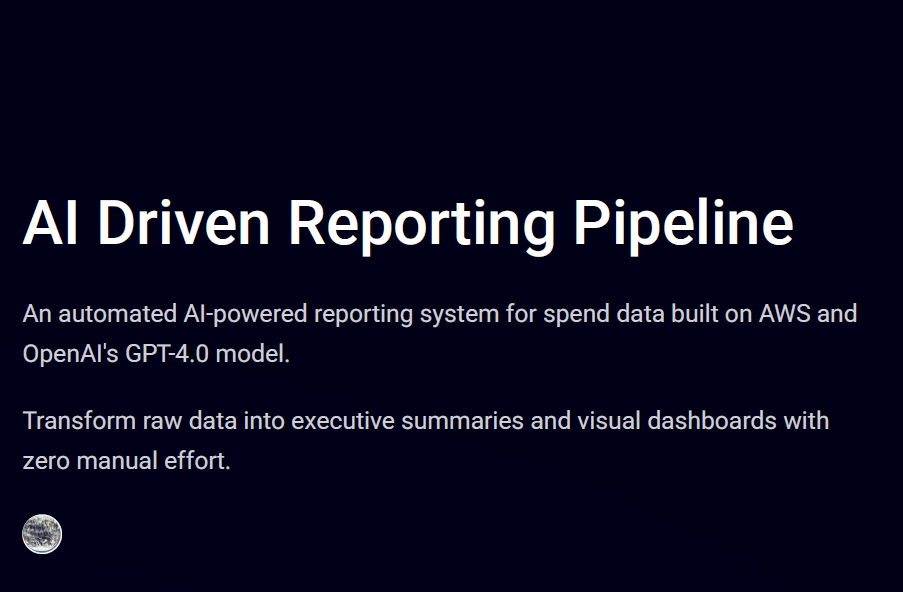 AI Driven Reporting Pipeline
An automated AI-powered reporting system for spend data built on AWS and
OpenAI's GPT-4.0 model.
Transform raw data into executive summaries and visual dashboards with
zero manual effort.